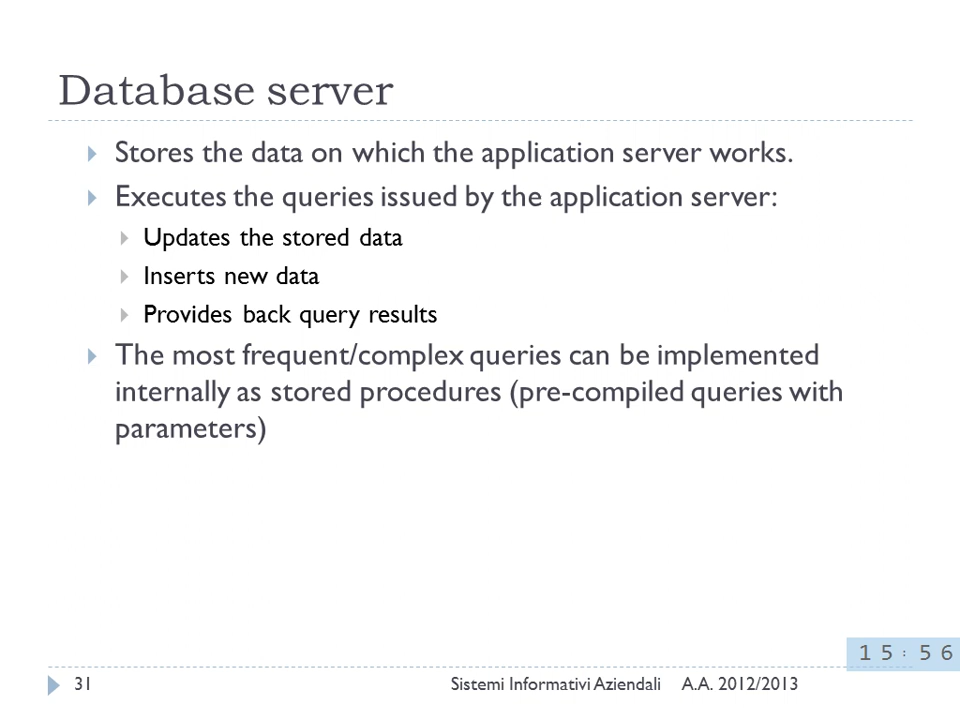 Database server
Stores the data on which the application server works.
Executes the queries issued by the application server:
Updates the stored data
Inserts new data
Provides back query results
The most frequent/complex queries can be implemented
internally as stored procedures (pre-compiled queries with
parameters)
15:56
31 Sistemi Informativi Aziendali A.A. 2012/2013